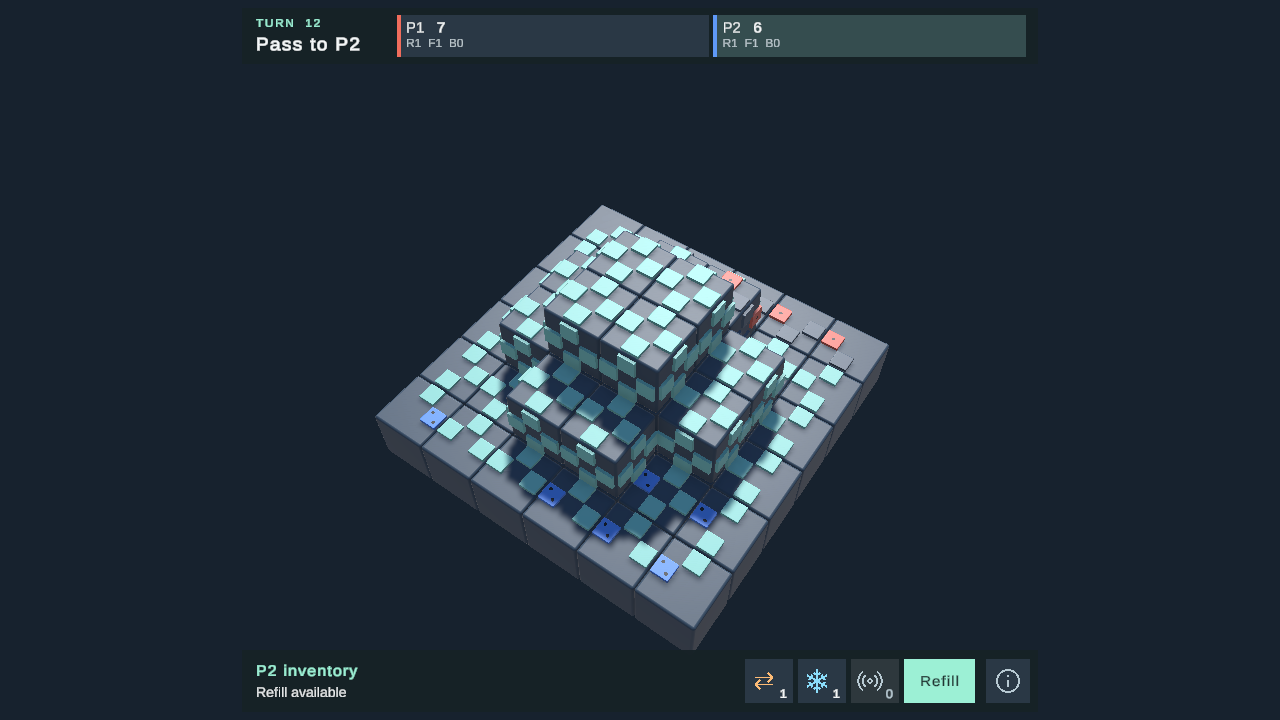 TURN 12
Pass to P2
P1 7
R1 F1 B0
P2 6
R1 F1 B0
P2 inventory
Refill available
1
1
0
Refill